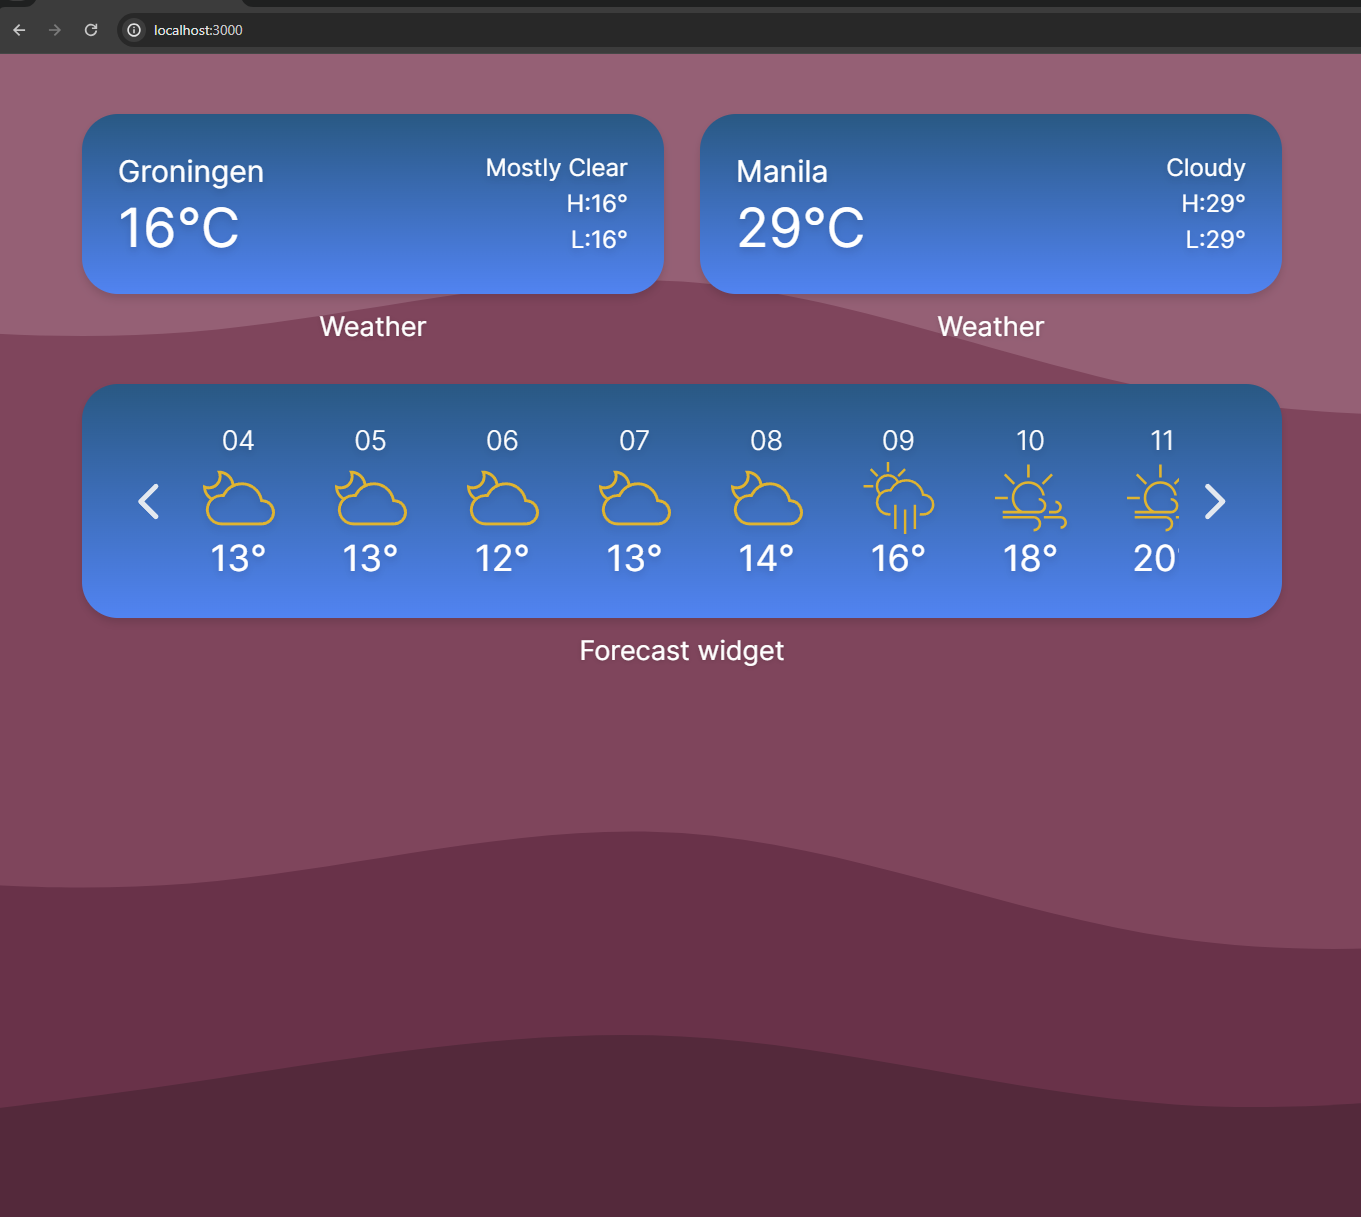 localhost:3000
Groningen
16°C
Mostly Clear
H:16°
L:16°
Manila
29°C
Cloudy
H:29°
L:29°
Weather
Weather
04 05 06 07 08 09 10 11
13° 13° 12° 13° 14° 16° 18° 20°
Forecast widget